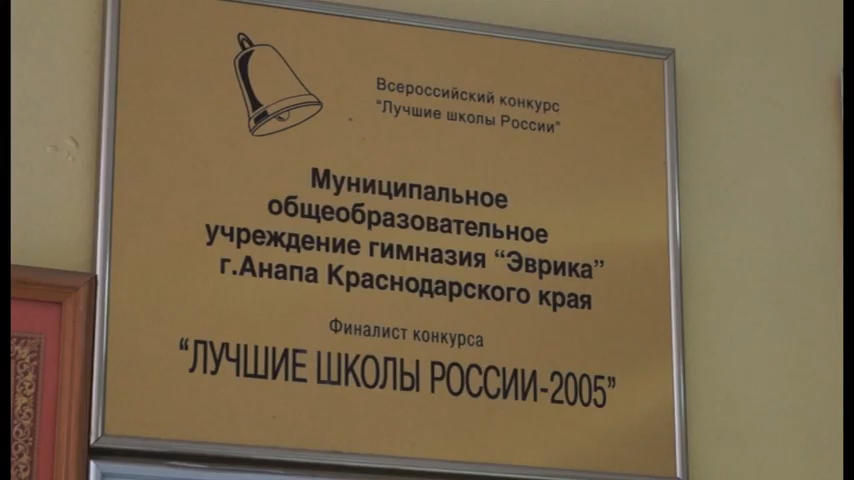 Всероссийский конкурс
"Лучшие школы России"
Муниципальное
общеобразовательное
учреждение гимназия "Эврика"
г.Анапа Краснодарского края
Финалист конкурса
"ЛУЧШИЕ ШКОЛЫ РОССИИ-2005"